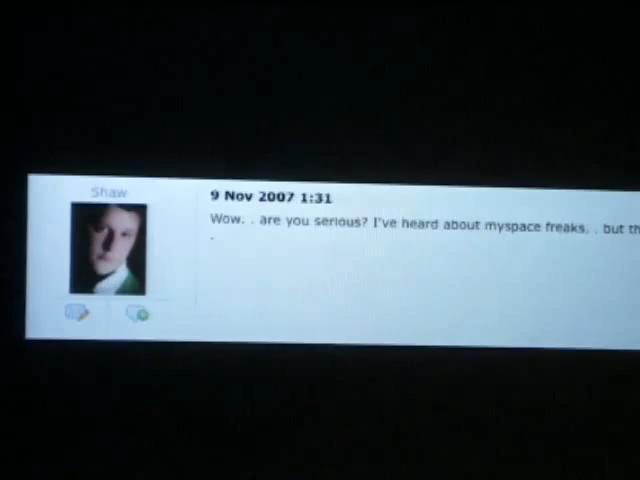 Shaw
9 Nov 2007 1:31
Wow. . are you serious? I've heard about myspace freaks. . but th
.